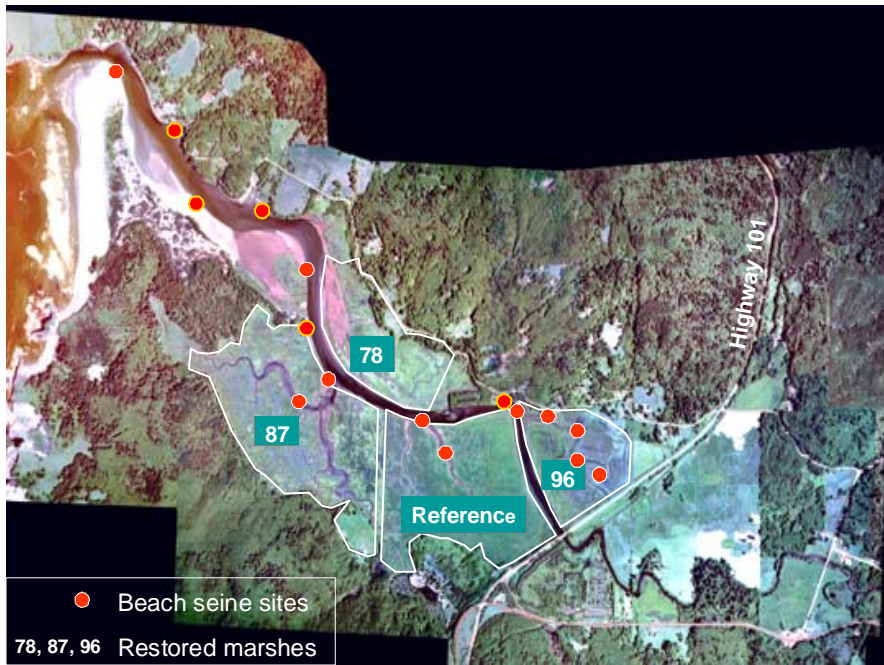 Highway 101
78
87
96
Reference
Beach seine sites
78, 87, 96 Restored marshes